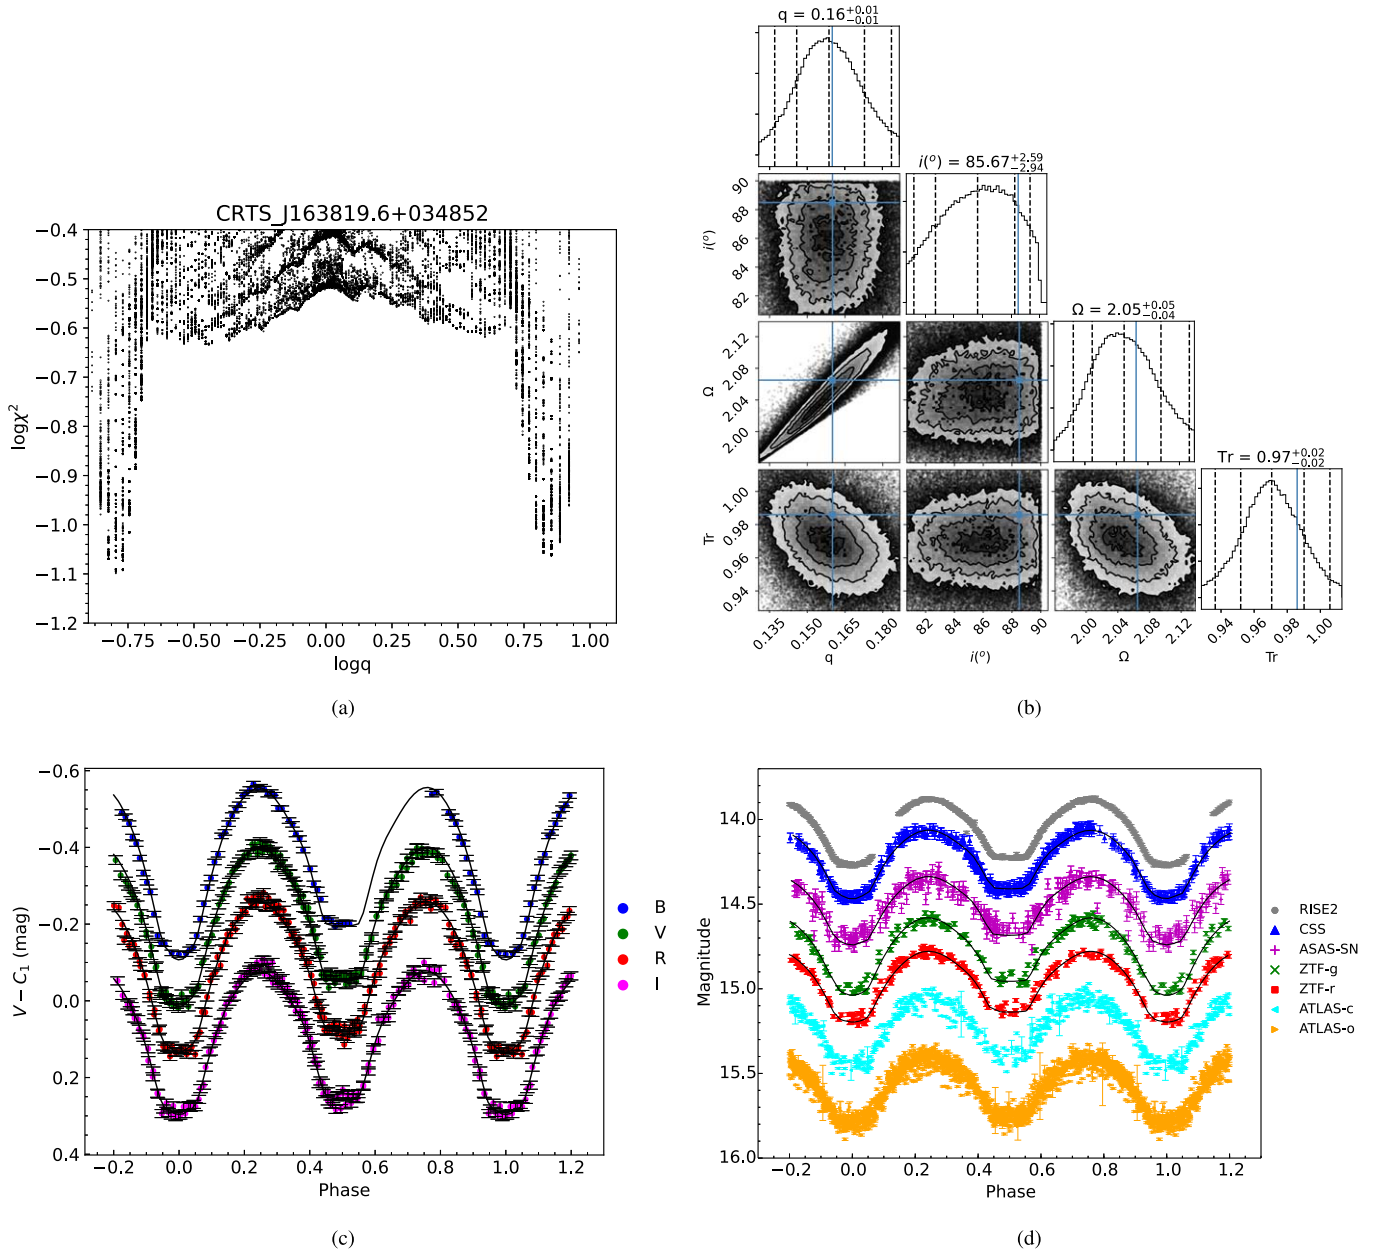 CRTS_J163819.6+034852
−0.4
−0.5
−0.6
−0.7
−0.8
−0.9
−1.0
−1.1
−1.2
logχ²
−0.75 −0.50 −0.25 0.00 0.25 0.50 0.75 1.00
logq
(a)
q = 0.16+0.01−0.01
i(°) = 85.67+2.59−2.94
Ω = 2.05+0.05−0.04
Tr = 0.97+0.02−0.02
i(°)
90
88
86
84
82
Ω
2.12
2.08
2.04
2.00
Tr
1.00
0.98
0.96
0.94
0.135 0.150 0.165 0.180
q
82 84 86 88 90
i(°)
2.00 2.04 2.08 2.12
Ω
0.94 0.96 0.98 1.00
Tr
(b)
−0.6
−0.4
−0.2
0.0
0.2
0.4
V − C₁ (mag)
−0.2 0.0 0.2 0.4 0.6 0.8 1.0 1.2
Phase
B
V
R
I
(c)
14.0
14.5
15.0
15.5
16.0
Magnitude
−0.2 0.0 0.2 0.4 0.6 0.8 1.0 1.2
Phase
RISE2
CSS
ASAS-SN
ZTF-g
ZTF-r
ATLAS-c
ATLAS-o
(d)